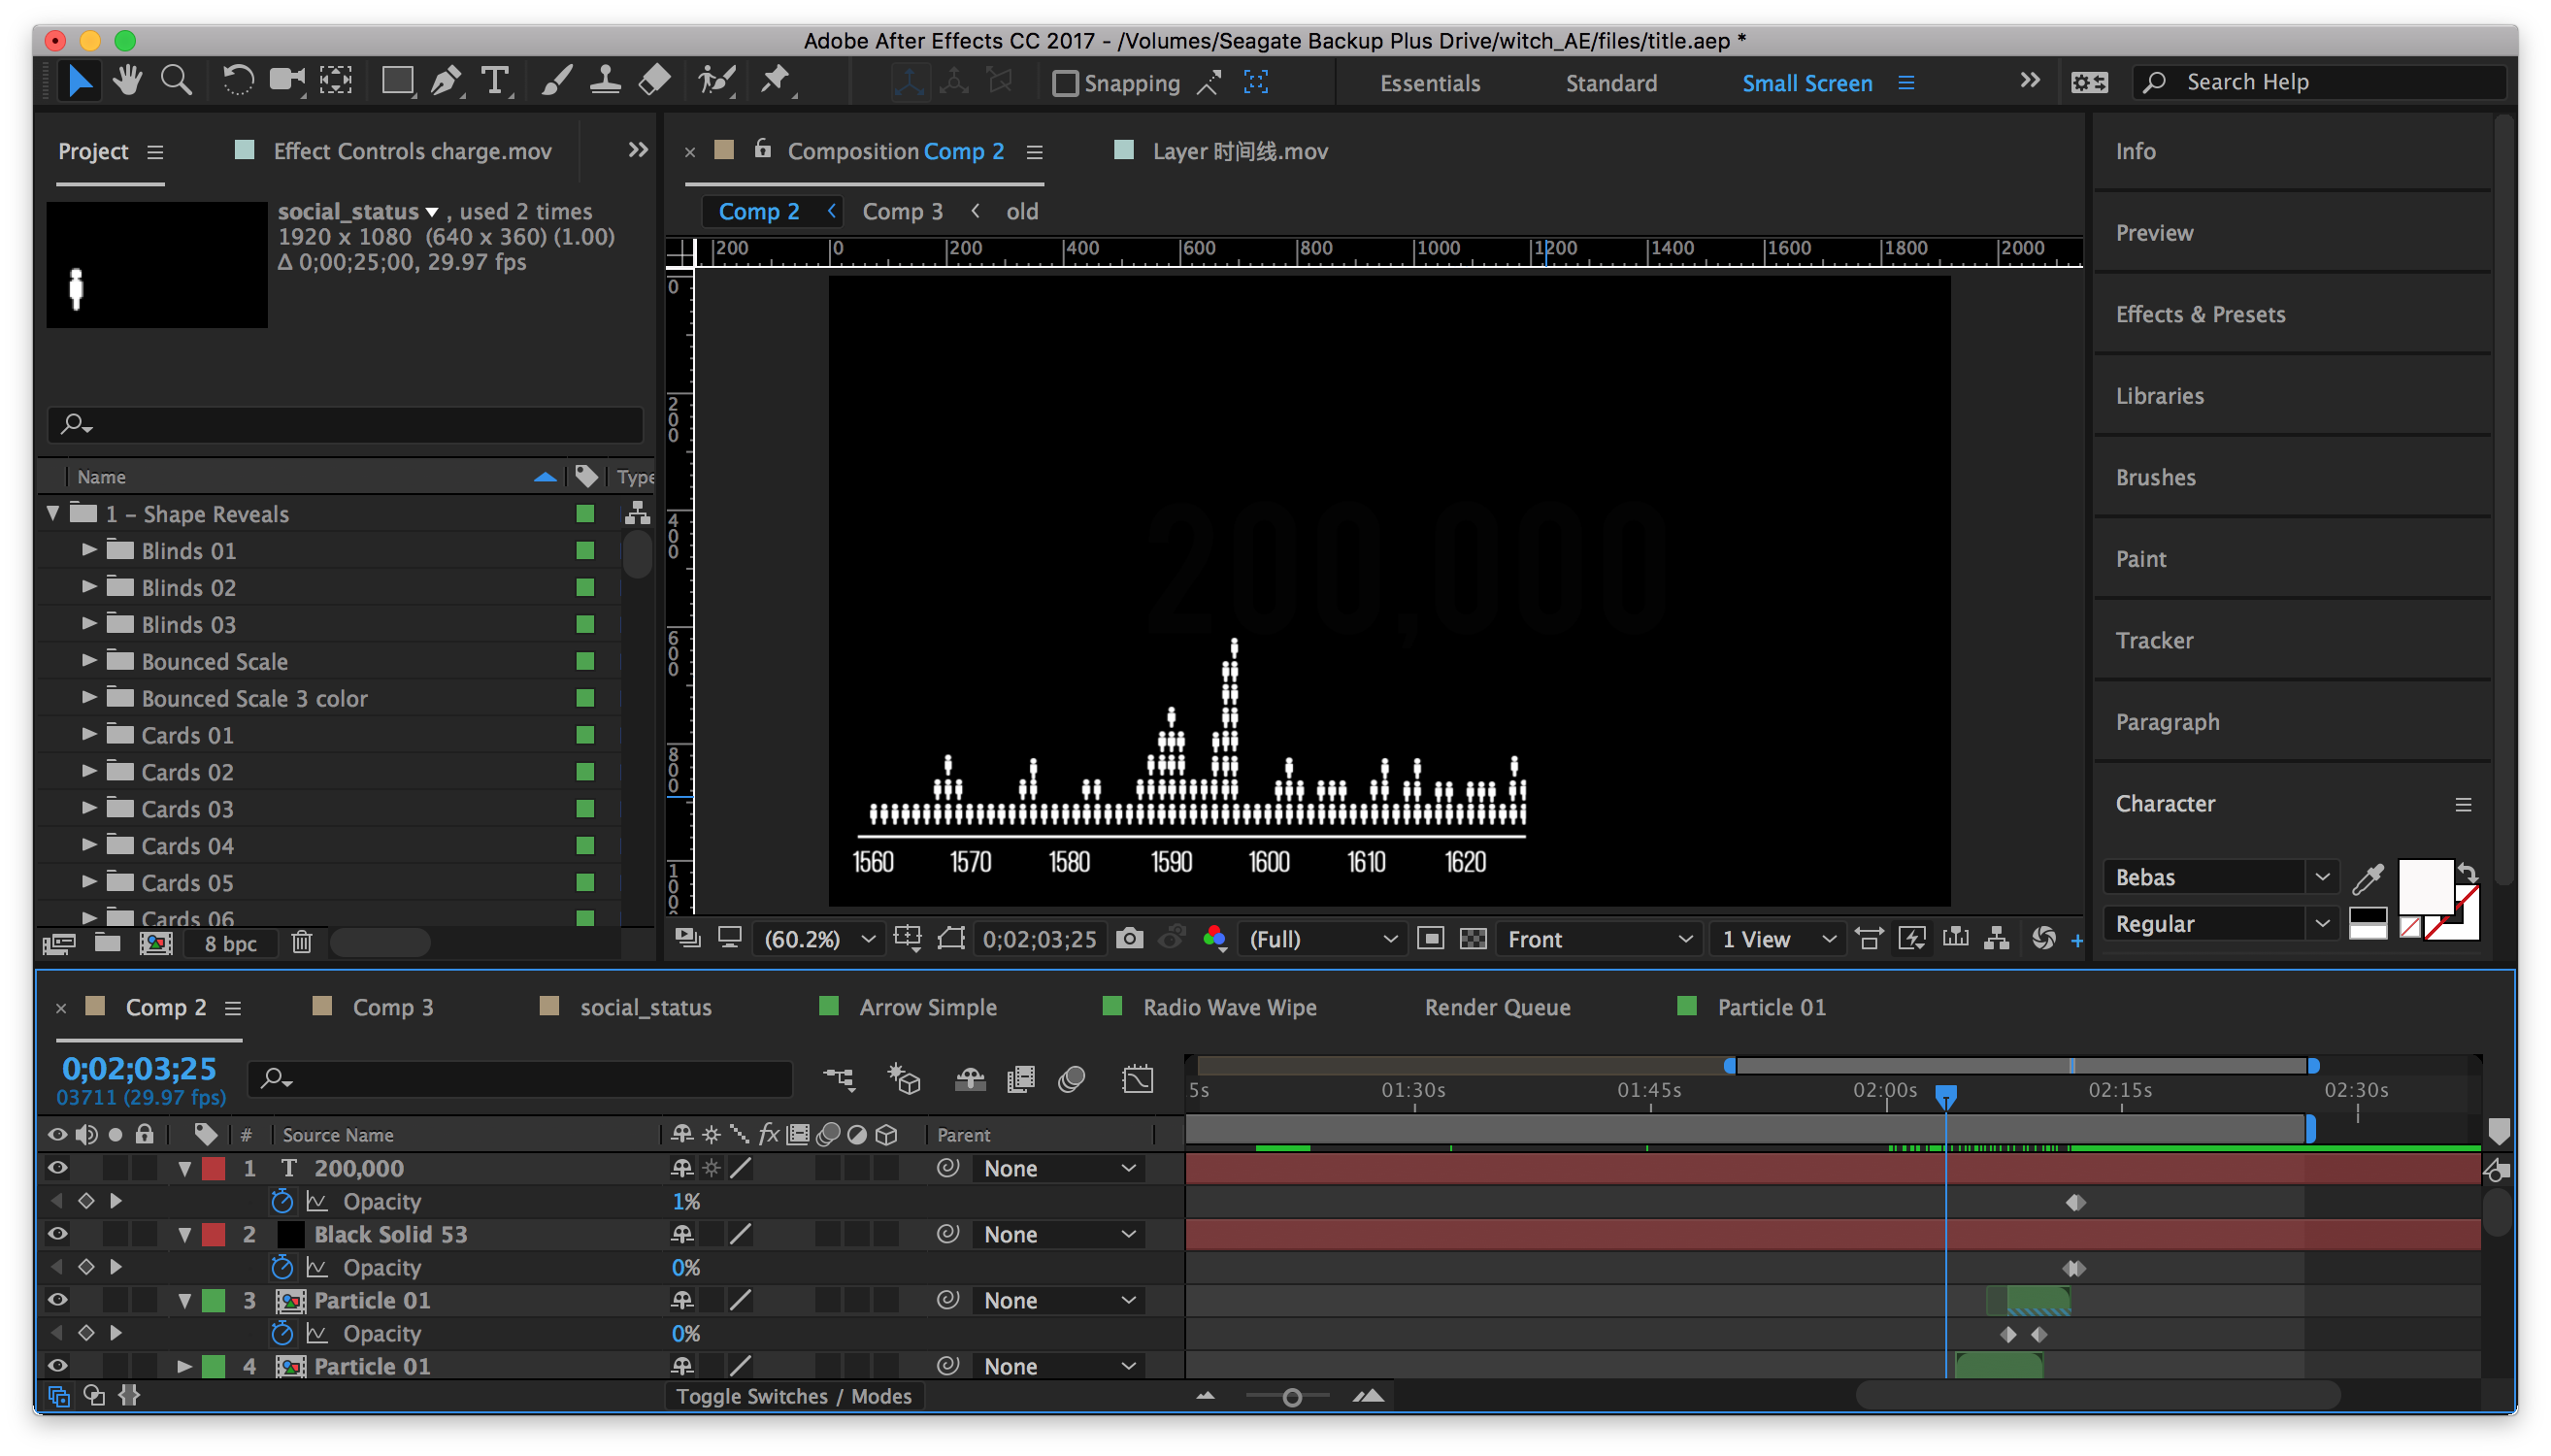 Adobe After Effects CC 2017 - /Volumes/Seagate Backup Plus Drive/witch_AE/files/title.aep *
Snapping Essentials Standard Small Screen Search Help
Project Effect Controls charge.mov
social_status , used 2 times
1920 x 1080 (640 x 360) (1.00)
Δ 0;00;25;00, 29.97 fps
Name Type
1 – Shape Reveals
Blinds 01
Blinds 02
Blinds 03
Bounced Scale
Bounced Scale 3 color
Cards 01
Cards 02
Cards 03
Cards 04
Cards 05
Cards 06
8 bpc
Composition Comp 2 Layer 时间线.mov
Comp 2 Comp 3 old
200 0 200 400 600 800 1000 1200 1400 1600 1800 2000
0
200
400
600
800
100
200,000
1560 1570 1580 1590 1600 1610 1620
(60.2%) 0;02;03;25 (Full) Front 1 View
Info
Preview
Effects & Presets
Libraries
Brushes
Paint
Tracker
Paragraph
Character
Bebas
Regular
Comp 2 Comp 3 social_status Arrow Simple Radio Wave Wipe Render Queue Particle 01
0;02;03;25
03711 (29.97 fps)
5s 01:30s 01:45s 02:00s 02:15s 02:30s
# Source Name fx Parent
1 T 200,000 None
Opacity 1%
2 Black Solid 53 None
Opacity 0%
3 Particle 01 None
Opacity 0%
4 Particle 01 None
Toggle Switches / Modes